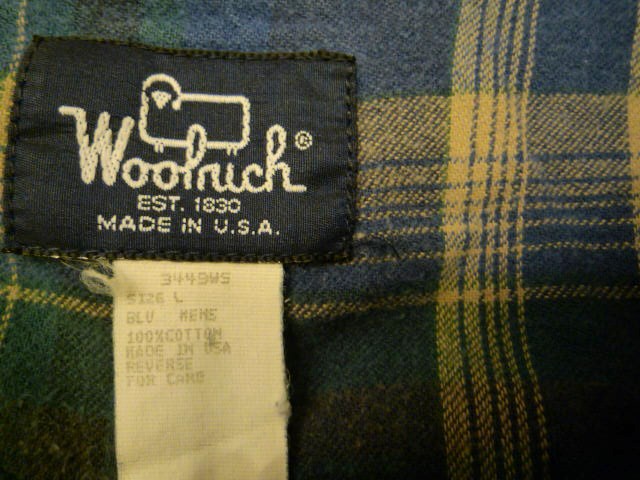 Woolrich®
EST. 1830
MADE IN U.S.A.
3449WS
SIZE L
BLU MENS
100%COTTON
MADE IN USA
REVERSE
FOR CARE